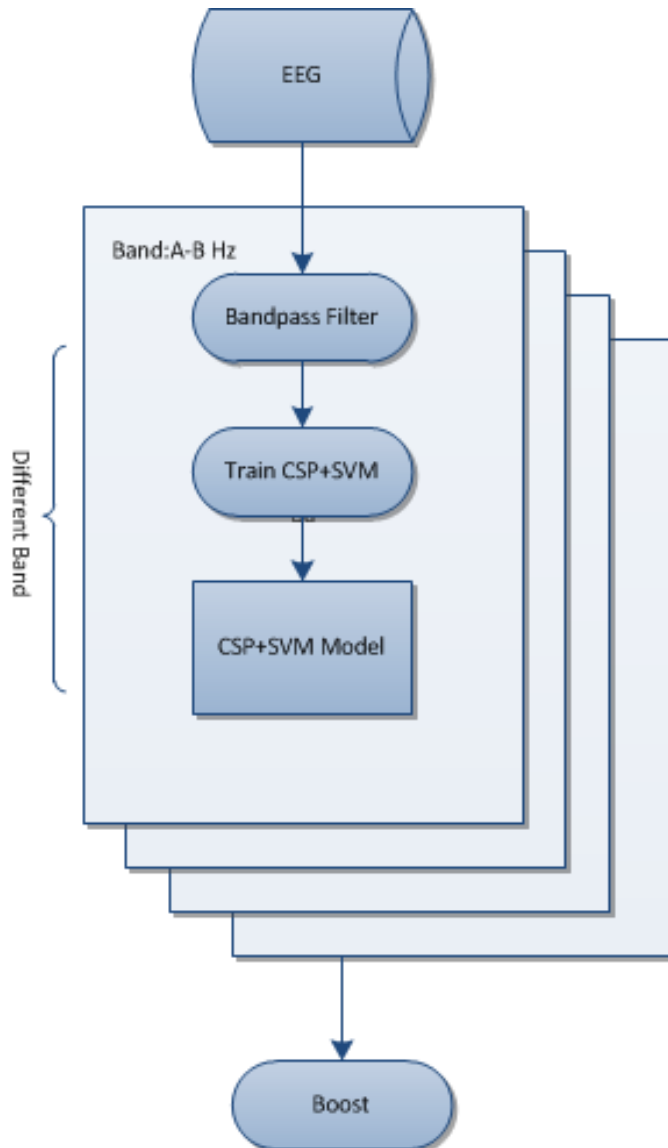 EEG
Band:A-B Hz
Bandpass Filter
Different Band
Train CSP+SVM
CSP+SVM Model
Boost